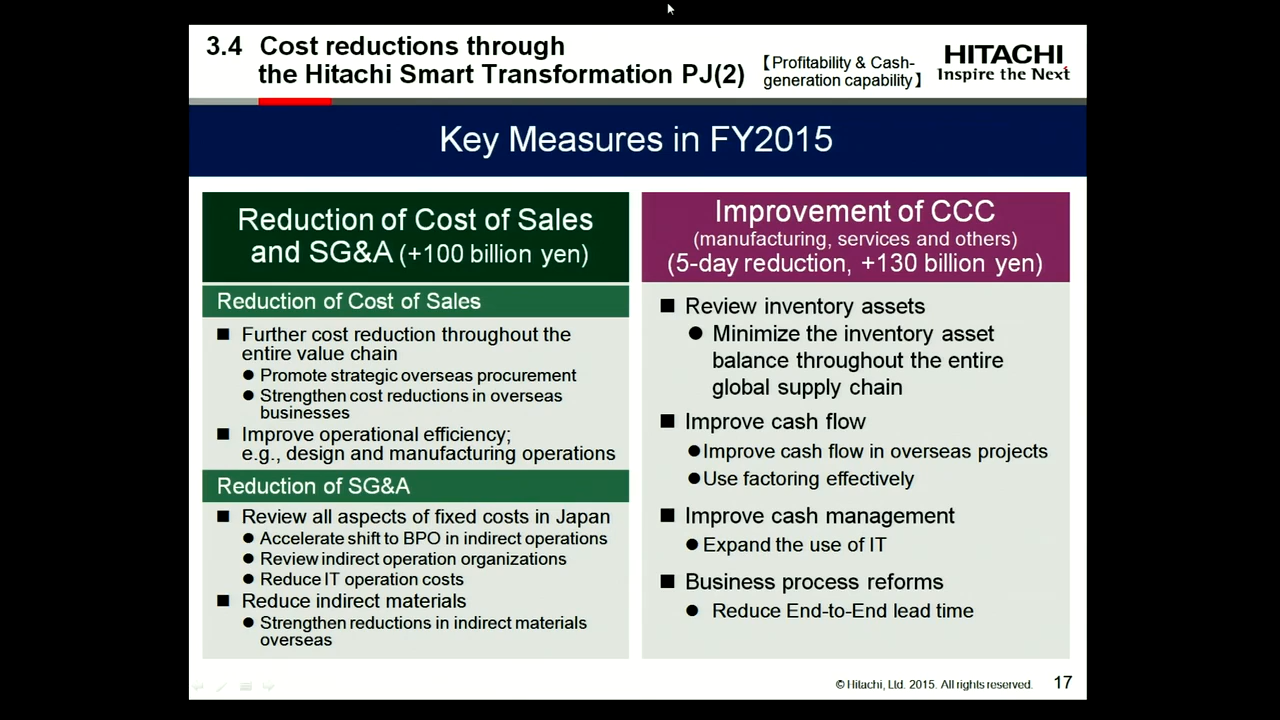 3.4 Cost reductions through
the Hitachi Smart Transformation PJ(2)
【Profitability & Cash-
generation capability】
HITACHI
Inspire the Next
Key Measures in FY2015
Reduction of Cost of Sales
and SG&A (+100 billion yen)
Reduction of Cost of Sales
■ Further cost reduction throughout the
entire value chain
● Promote strategic overseas procurement
● Strengthen cost reductions in overseas
businesses
■ Improve operational efficiency;
e.g., design and manufacturing operations
Reduction of SG&A
■ Review all aspects of fixed costs in Japan
● Accelerate shift to BPO in indirect operations
● Review indirect operation organizations
● Reduce IT operation costs
■ Reduce indirect materials
● Strengthen reductions in indirect materials
overseas
Improvement of CCC
(manufacturing, services and others)
(5-day reduction, +130 billion yen)
■ Review inventory assets
● Minimize the inventory asset
balance throughout the entire
global supply chain
■ Improve cash flow
● Improve cash flow in overseas projects
● Use factoring effectively
■ Improve cash management
● Expand the use of IT
■ Business process reforms
● Reduce End-to-End lead time
© Hitachi, Ltd. 2015. All rights reserved.
17